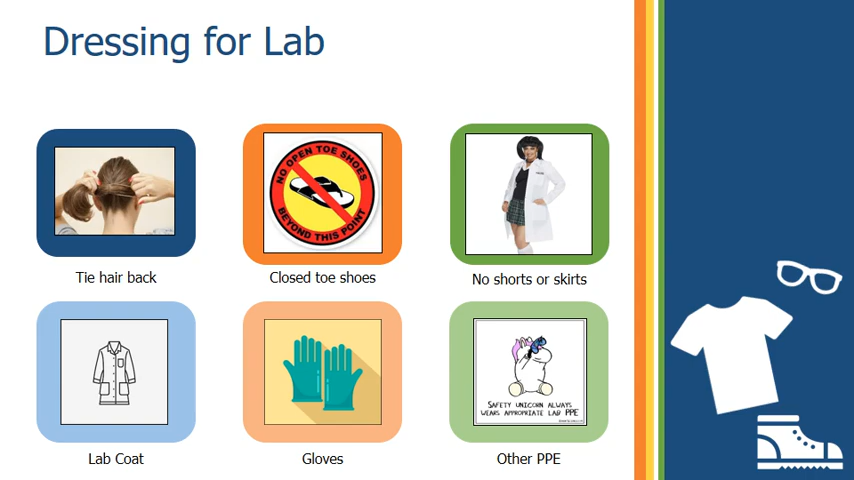 Dressing for Lab
NO OPEN TOE SHOES
BEYOND THIS POINT
Tie hair back
Closed toe shoes
No shorts or skirts
SAFETY UNICORN ALWAYS
WEARS APPROPRIATE LAB PPE
Lab Coat
Gloves
Other PPE